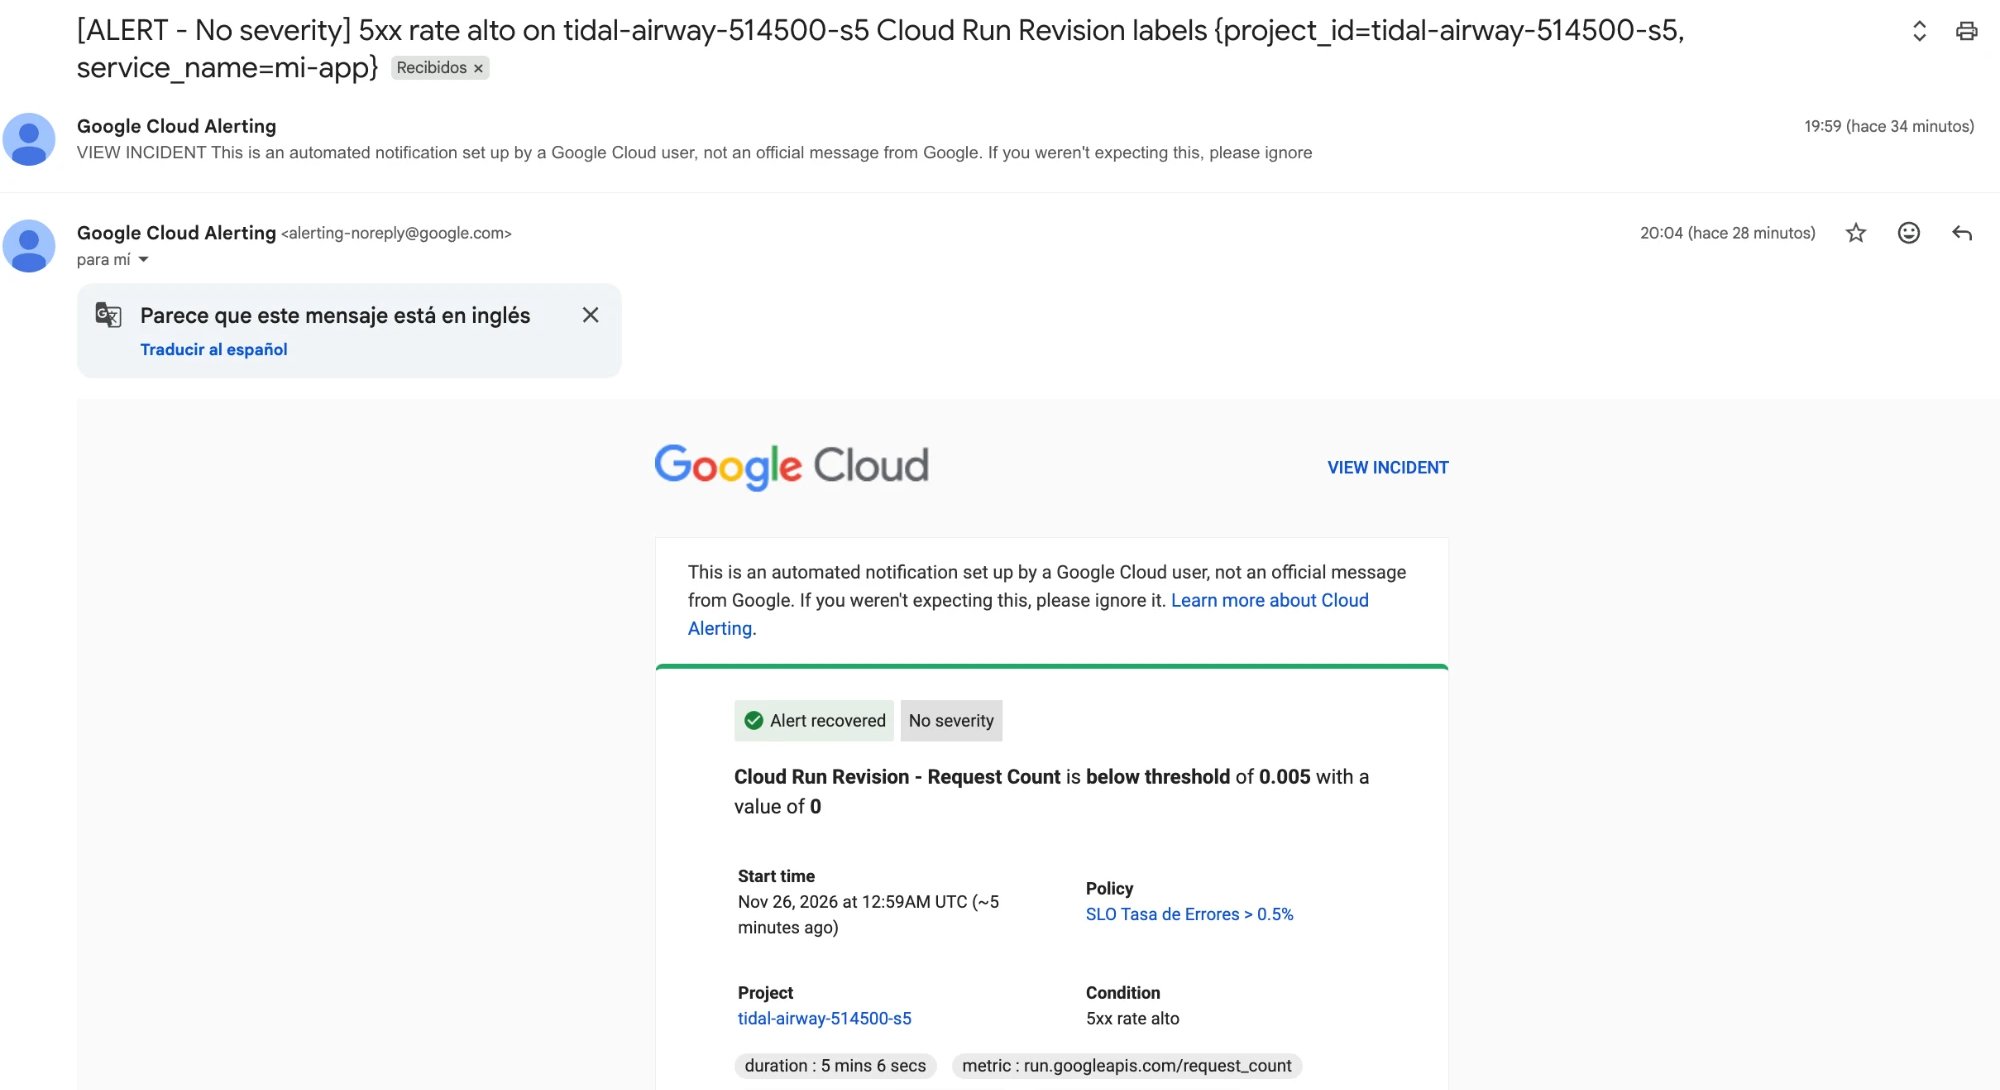 [ALERT - No severity] 5xx rate alto on tidal-airway-514500-s5 Cloud Run Revision labels {project_id=tidal-airway-514500-s5,
service_name=mi-app} Recibidos ×
Google Cloud Alerting 19:59 (hace 34 minutos)
VIEW INCIDENT This is an automated notification set up by a Google Cloud user, not an official message from Google. If you weren't expecting this, please ignore
Google Cloud Alerting <alerting-noreply@google.com> 20:04 (hace 28 minutos)
para mí
Parece que este mensaje está en inglés
Traducir al español
Google Cloud VIEW INCIDENT
This is an automated notification set up by a Google Cloud user, not an official message
from Google. If you weren't expecting this, please ignore it. Learn more about Cloud
Alerting.
Alert recovered No severity
Cloud Run Revision - Request Count is below threshold of 0.005 with a
value of 0
Start time
Nov 26, 2026 at 12:59AM UTC (~5
minutes ago)
Policy
SLO Tasa de Errores > 0.5%
Project
tidal-airway-514500-s5
Condition
5xx rate alto
duration : 5 mins 6 secs metric : run.googleapis.com/request_count